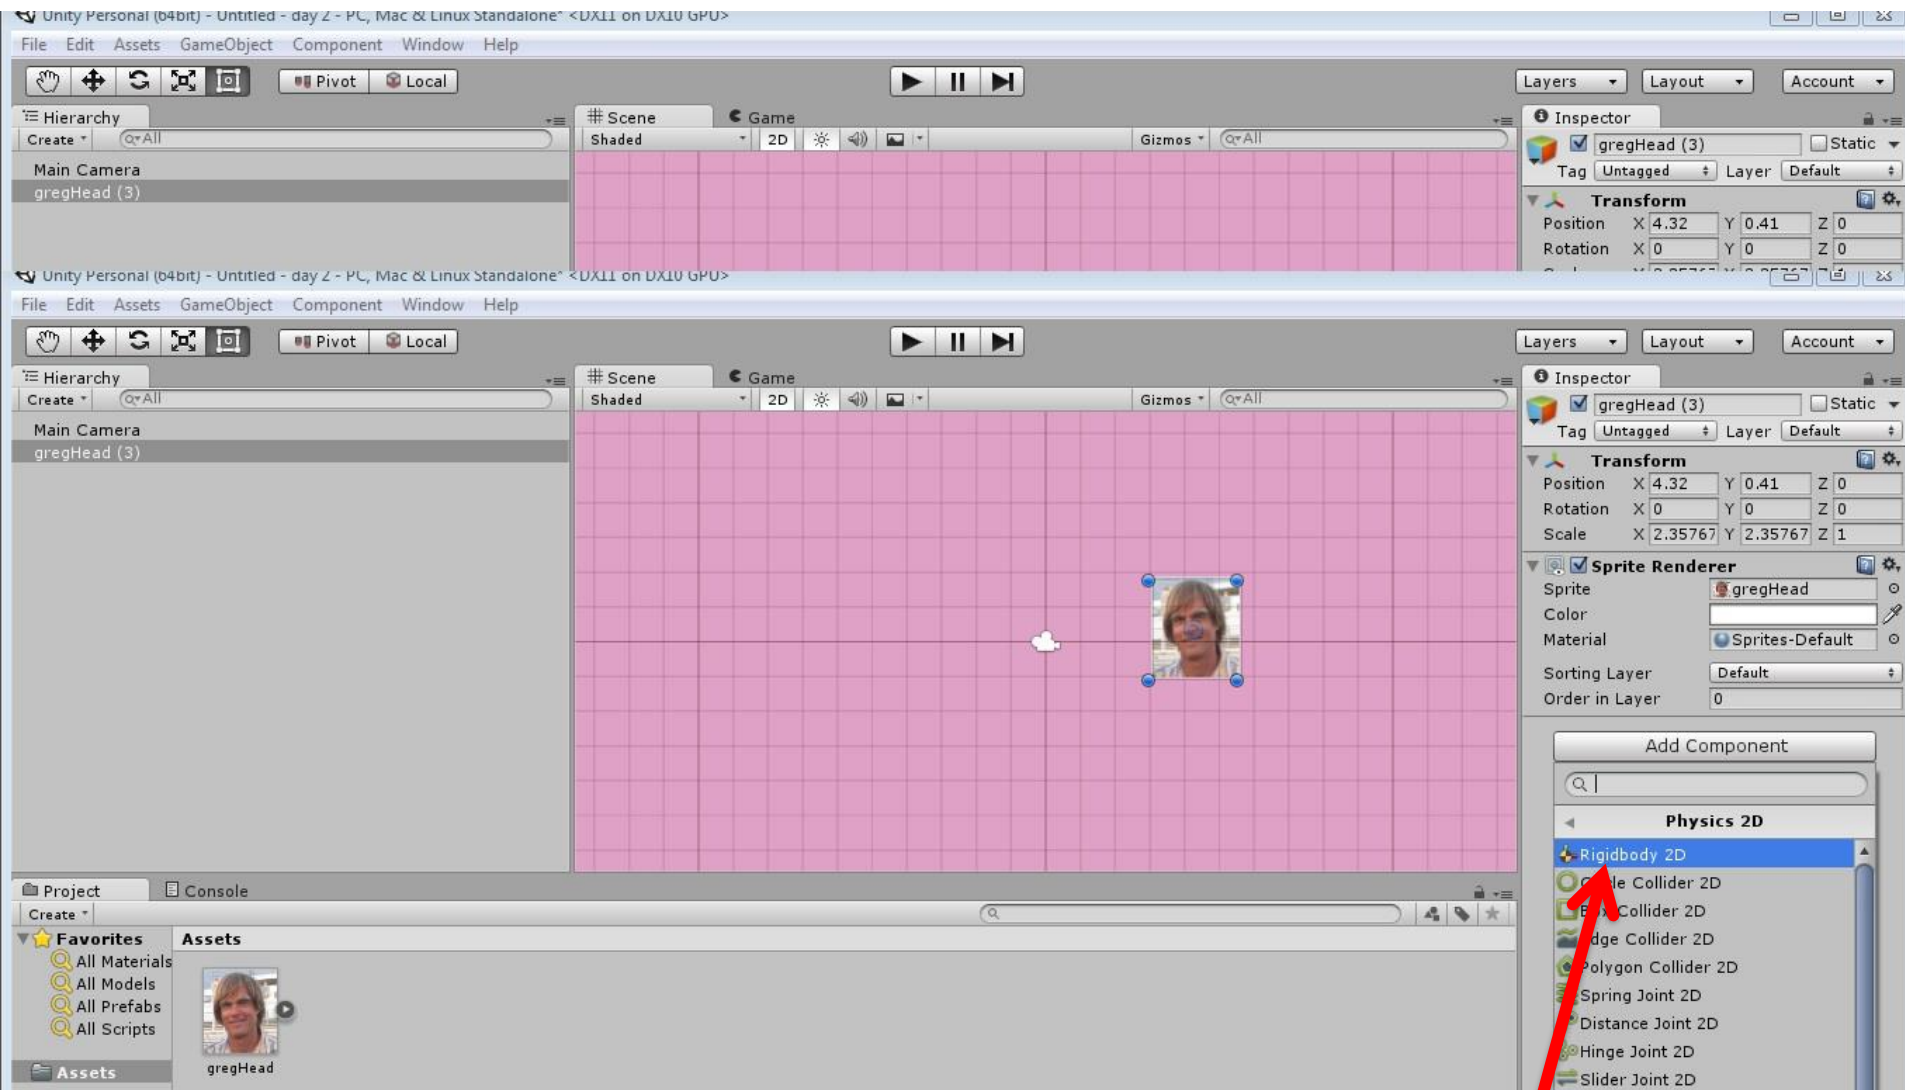 Unity Personal (64bit) - Untitled - day 2 - PC, Mac & Linux Standalone* <DX11 on DX10 GPU>
File Edit Assets GameObject Component Window Help
Pivot Local Layers Layout Account
Hierarchy Scene Game Inspector
Create All Shaded 2D Gizmos All gregHead (3) Static
Main Camera Tag Untagged Layer Default
gregHead (3) Transform
Position X 4.32 Y 0.41 Z 0
Rotation X 0 Y 0 Z 0
Unity Personal (64bit) - Untitled - day 2 - PC, Mac & Linux Standalone* <DX11 on DX10 GPU>
File Edit Assets GameObject Component Window Help
Pivot Local Layers Layout Account
Hierarchy Scene Game Inspector
Create All Shaded 2D Gizmos All gregHead (3) Static
Main Camera Tag Untagged Layer Default
gregHead (3) Transform
Position X 4.32 Y 0.41 Z 0
Rotation X 0 Y 0 Z 0
Scale X 2.35767 Y 2.35767 Z 1
Sprite Renderer
Sprite gregHead
Color
Material Sprites-Default
Sorting Layer Default
Order in Layer 0
Add Component
Physics 2D
Rigidbody 2D
Collider 2D
Collider 2D
Edge Collider 2D
Polygon Collider 2D
Spring Joint 2D
Distance Joint 2D
Hinge Joint 2D
Slider Joint 2D
Project Console
Create
Favorites Assets
All Materials
All Models
All Prefabs
All Scripts
Assets gregHead